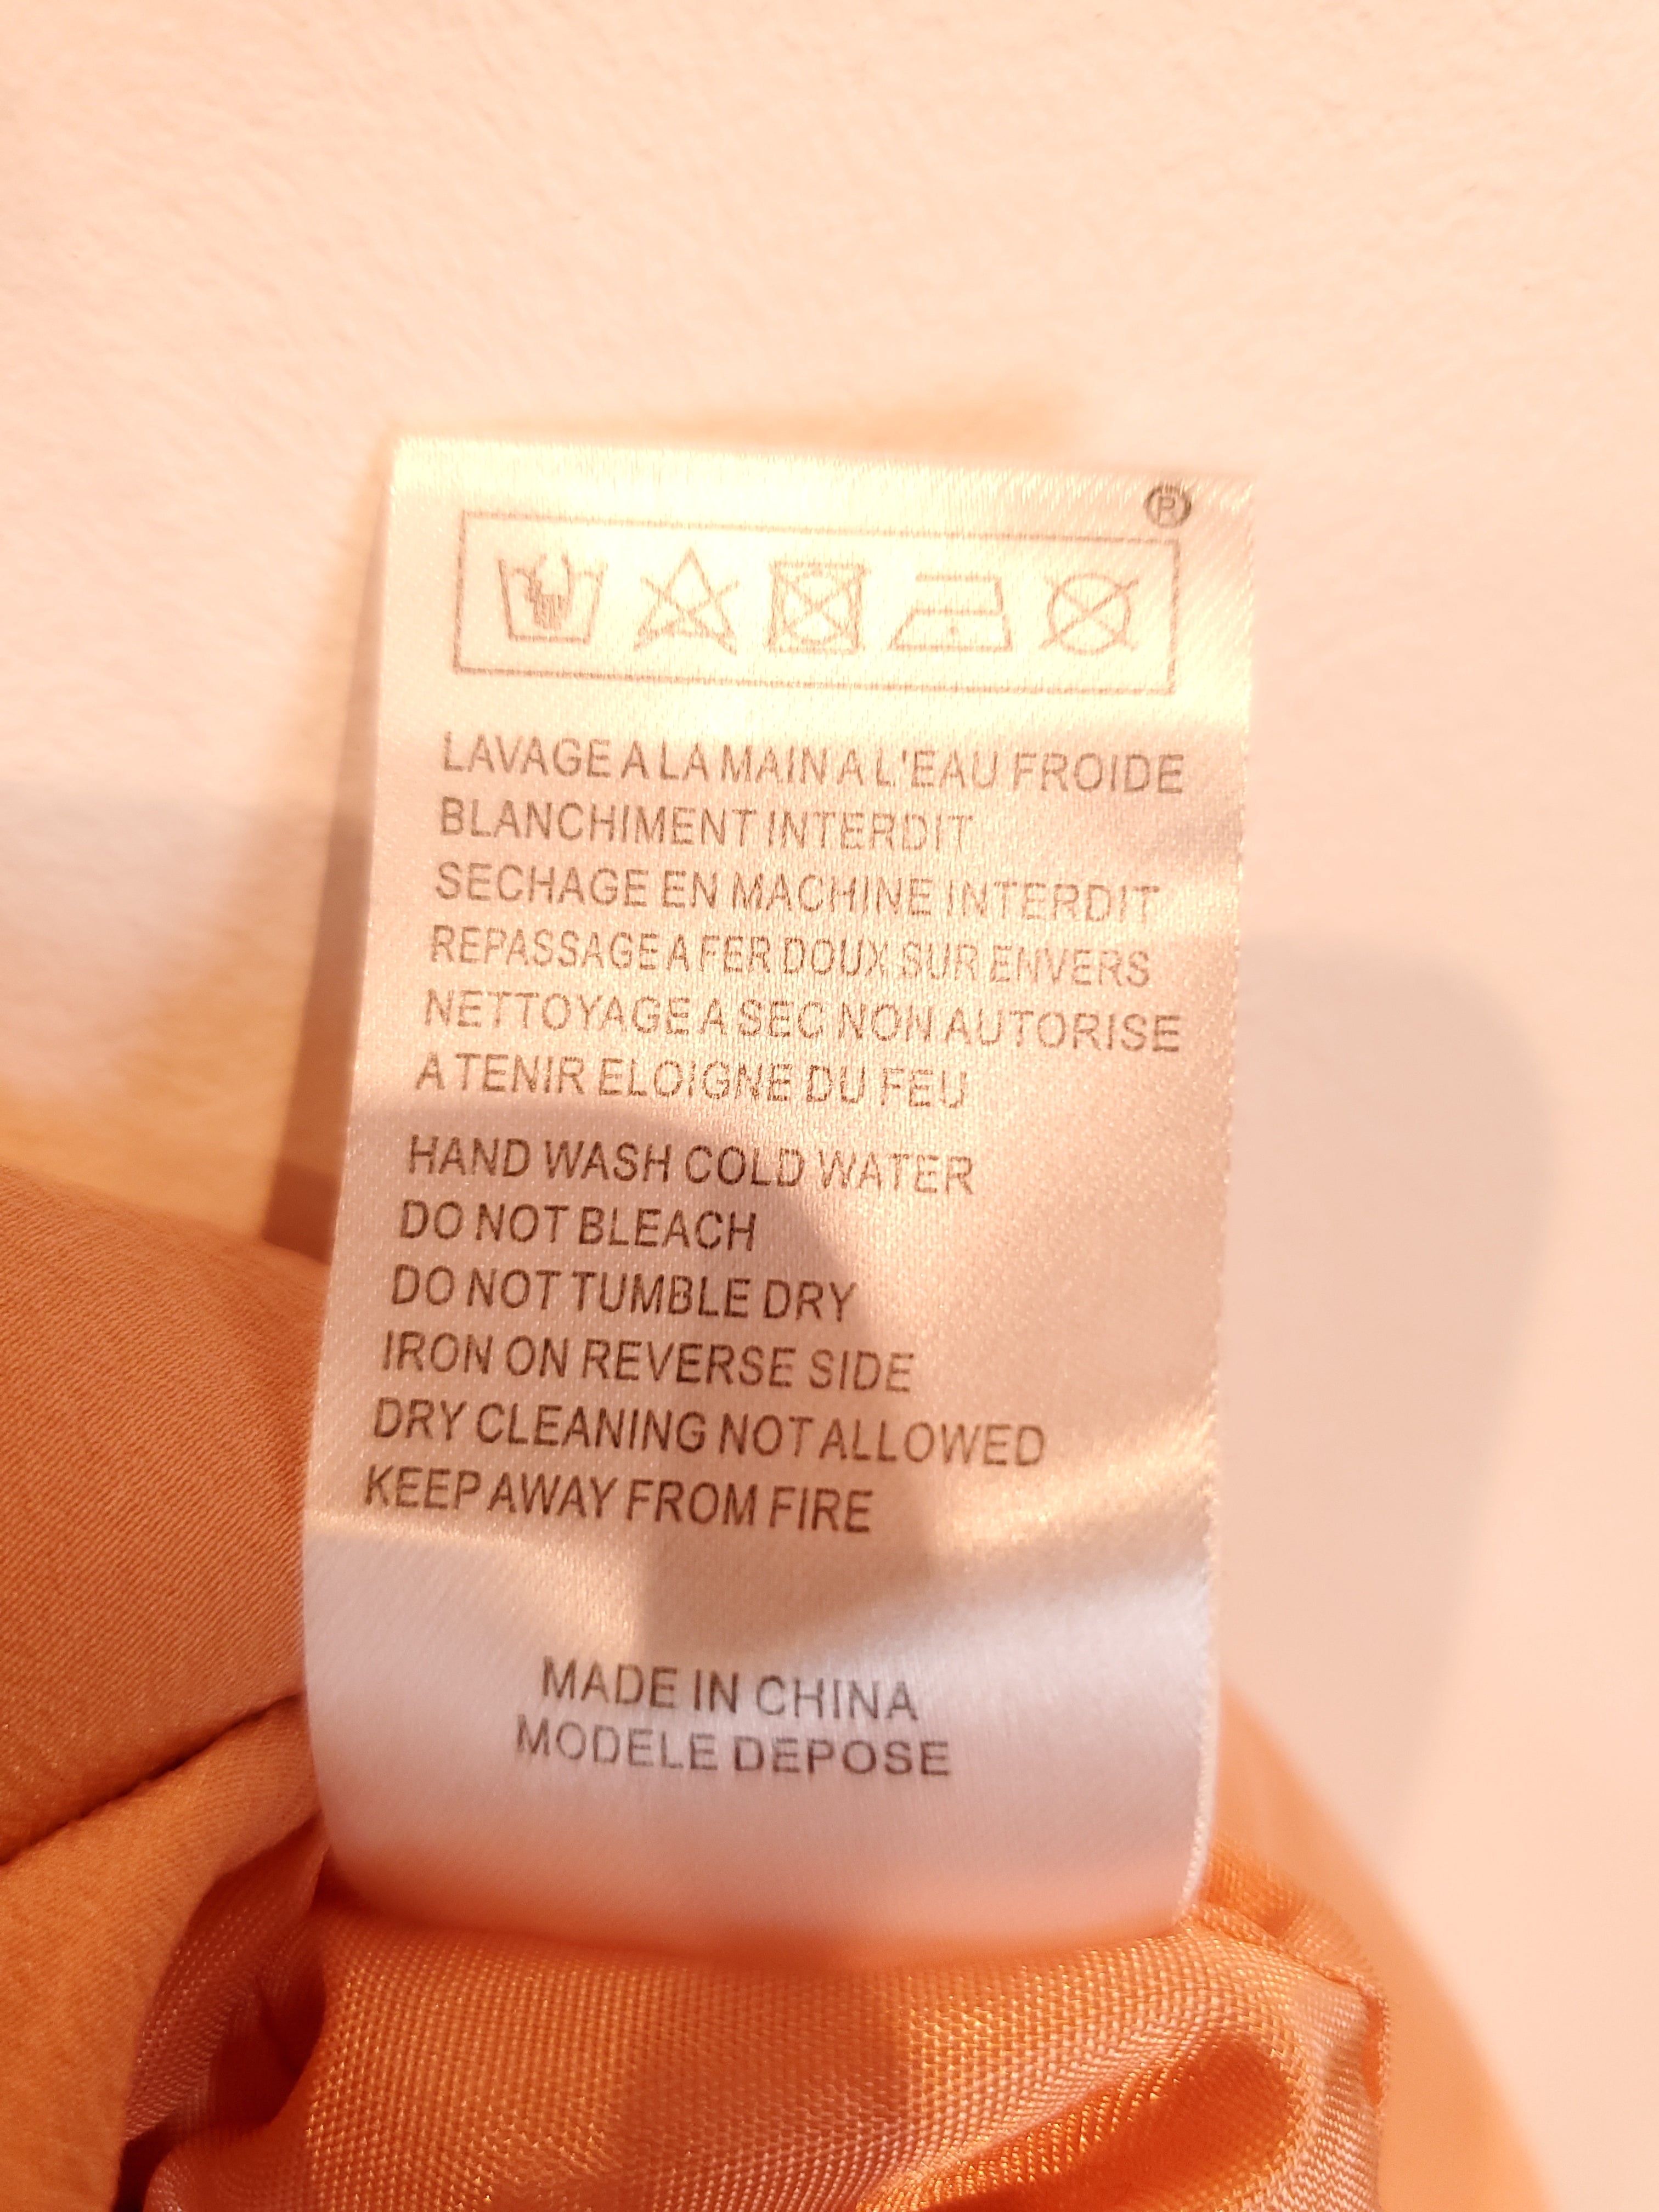 ®
LAVAGE A LA MAIN A L'EAU FROIDE
BLANCHIMENT INTERDIT
SECHAGE EN MACHINE INTERDIT
REPASSAGE A FER DOUX SUR ENVERS
NETTOYAGE A SEC NON AUTORISE
A TENIR ELOIGNE DU FEU
HAND WASH COLD WATER
DO NOT BLEACH
DO NOT TUMBLE DRY
IRON ON REVERSE SIDE
DRY CLEANING NOT ALLOWED
KEEP AWAY FROM FIRE
MADE IN CHINA
MODELE DEPOSE